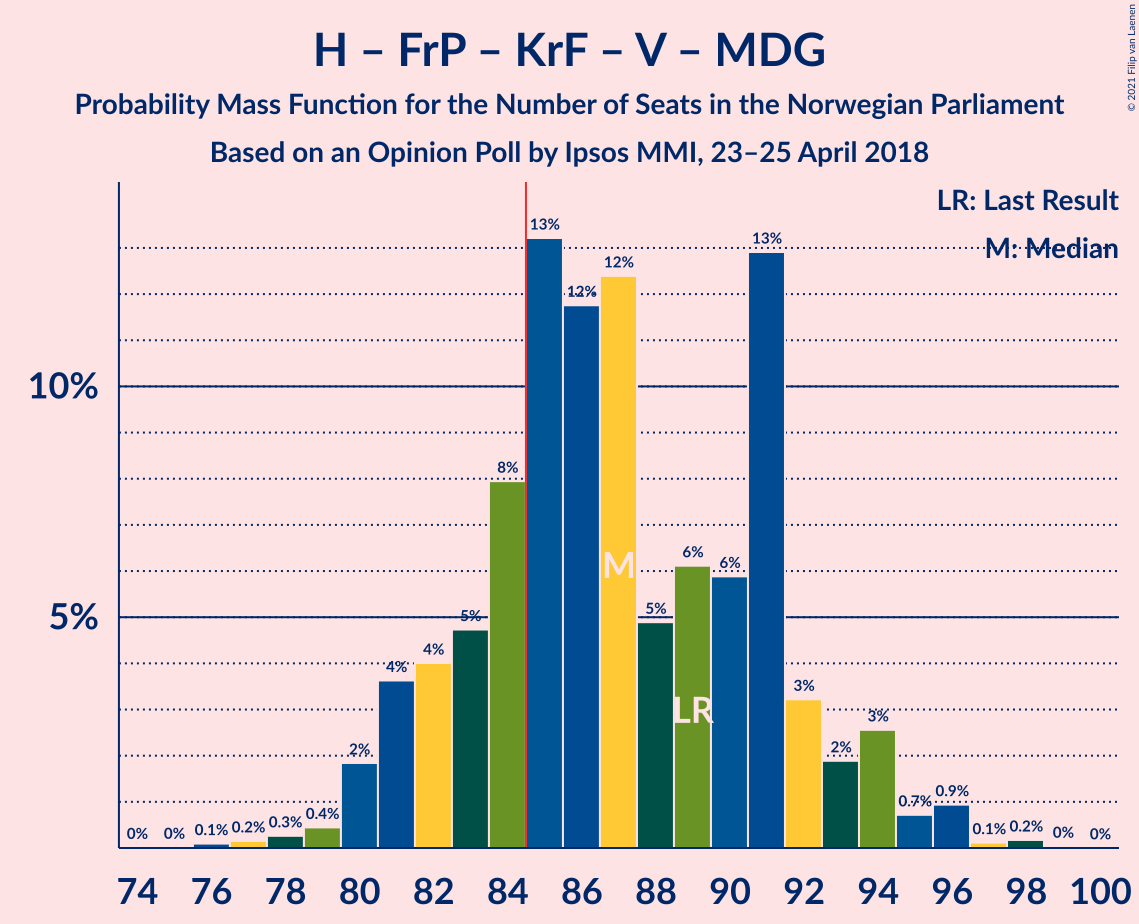 H – FrP – KrF – V – MDG
Probability Mass Function for the Number of Seats in the Norwegian Parliament
Based on an Opinion Poll by Ipsos MMI, 23–25 April 2018
© 2021 Filip van Laenen
LR: Last Result
M: Median
10%
5%
0% 0% 0.1% 0.2% 0.3% 0.4% 2% 4% 4% 5% 8% 13% 12% 12% 5% 6% 6% 13% 3% 2% 3% 0.7% 0.9% 0.1% 0.2% 0% 0%
M
LR
74 76 78 80 82 84 86 88 90 92 94 96 98 100